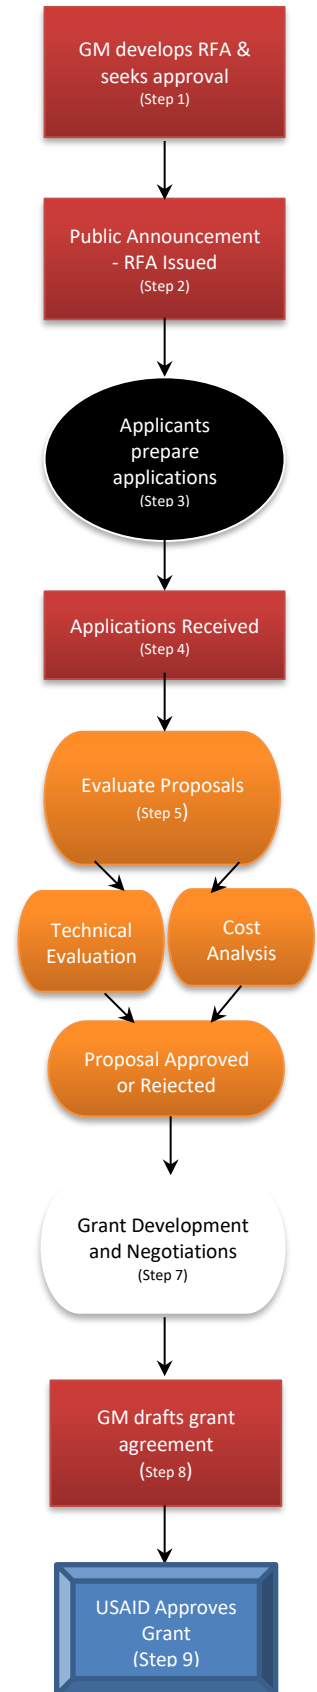 GM develops RFA &
seeks approval
(Step 1)
Public Announcement
- RFA Issued
(Step 2)
Applicants
prepare
applications
(Step 3)
Applications Received
(Step 4)
Evaluate Proposals
(Step 5)
Technical
Evaluation
Cost
Analysis
Proposal Approved
or Rejected
Grant Development
and Negotiations
(Step 7)
GM drafts grant
agreement
(Step 8)
USAID Approves
Grant
(Step 9)